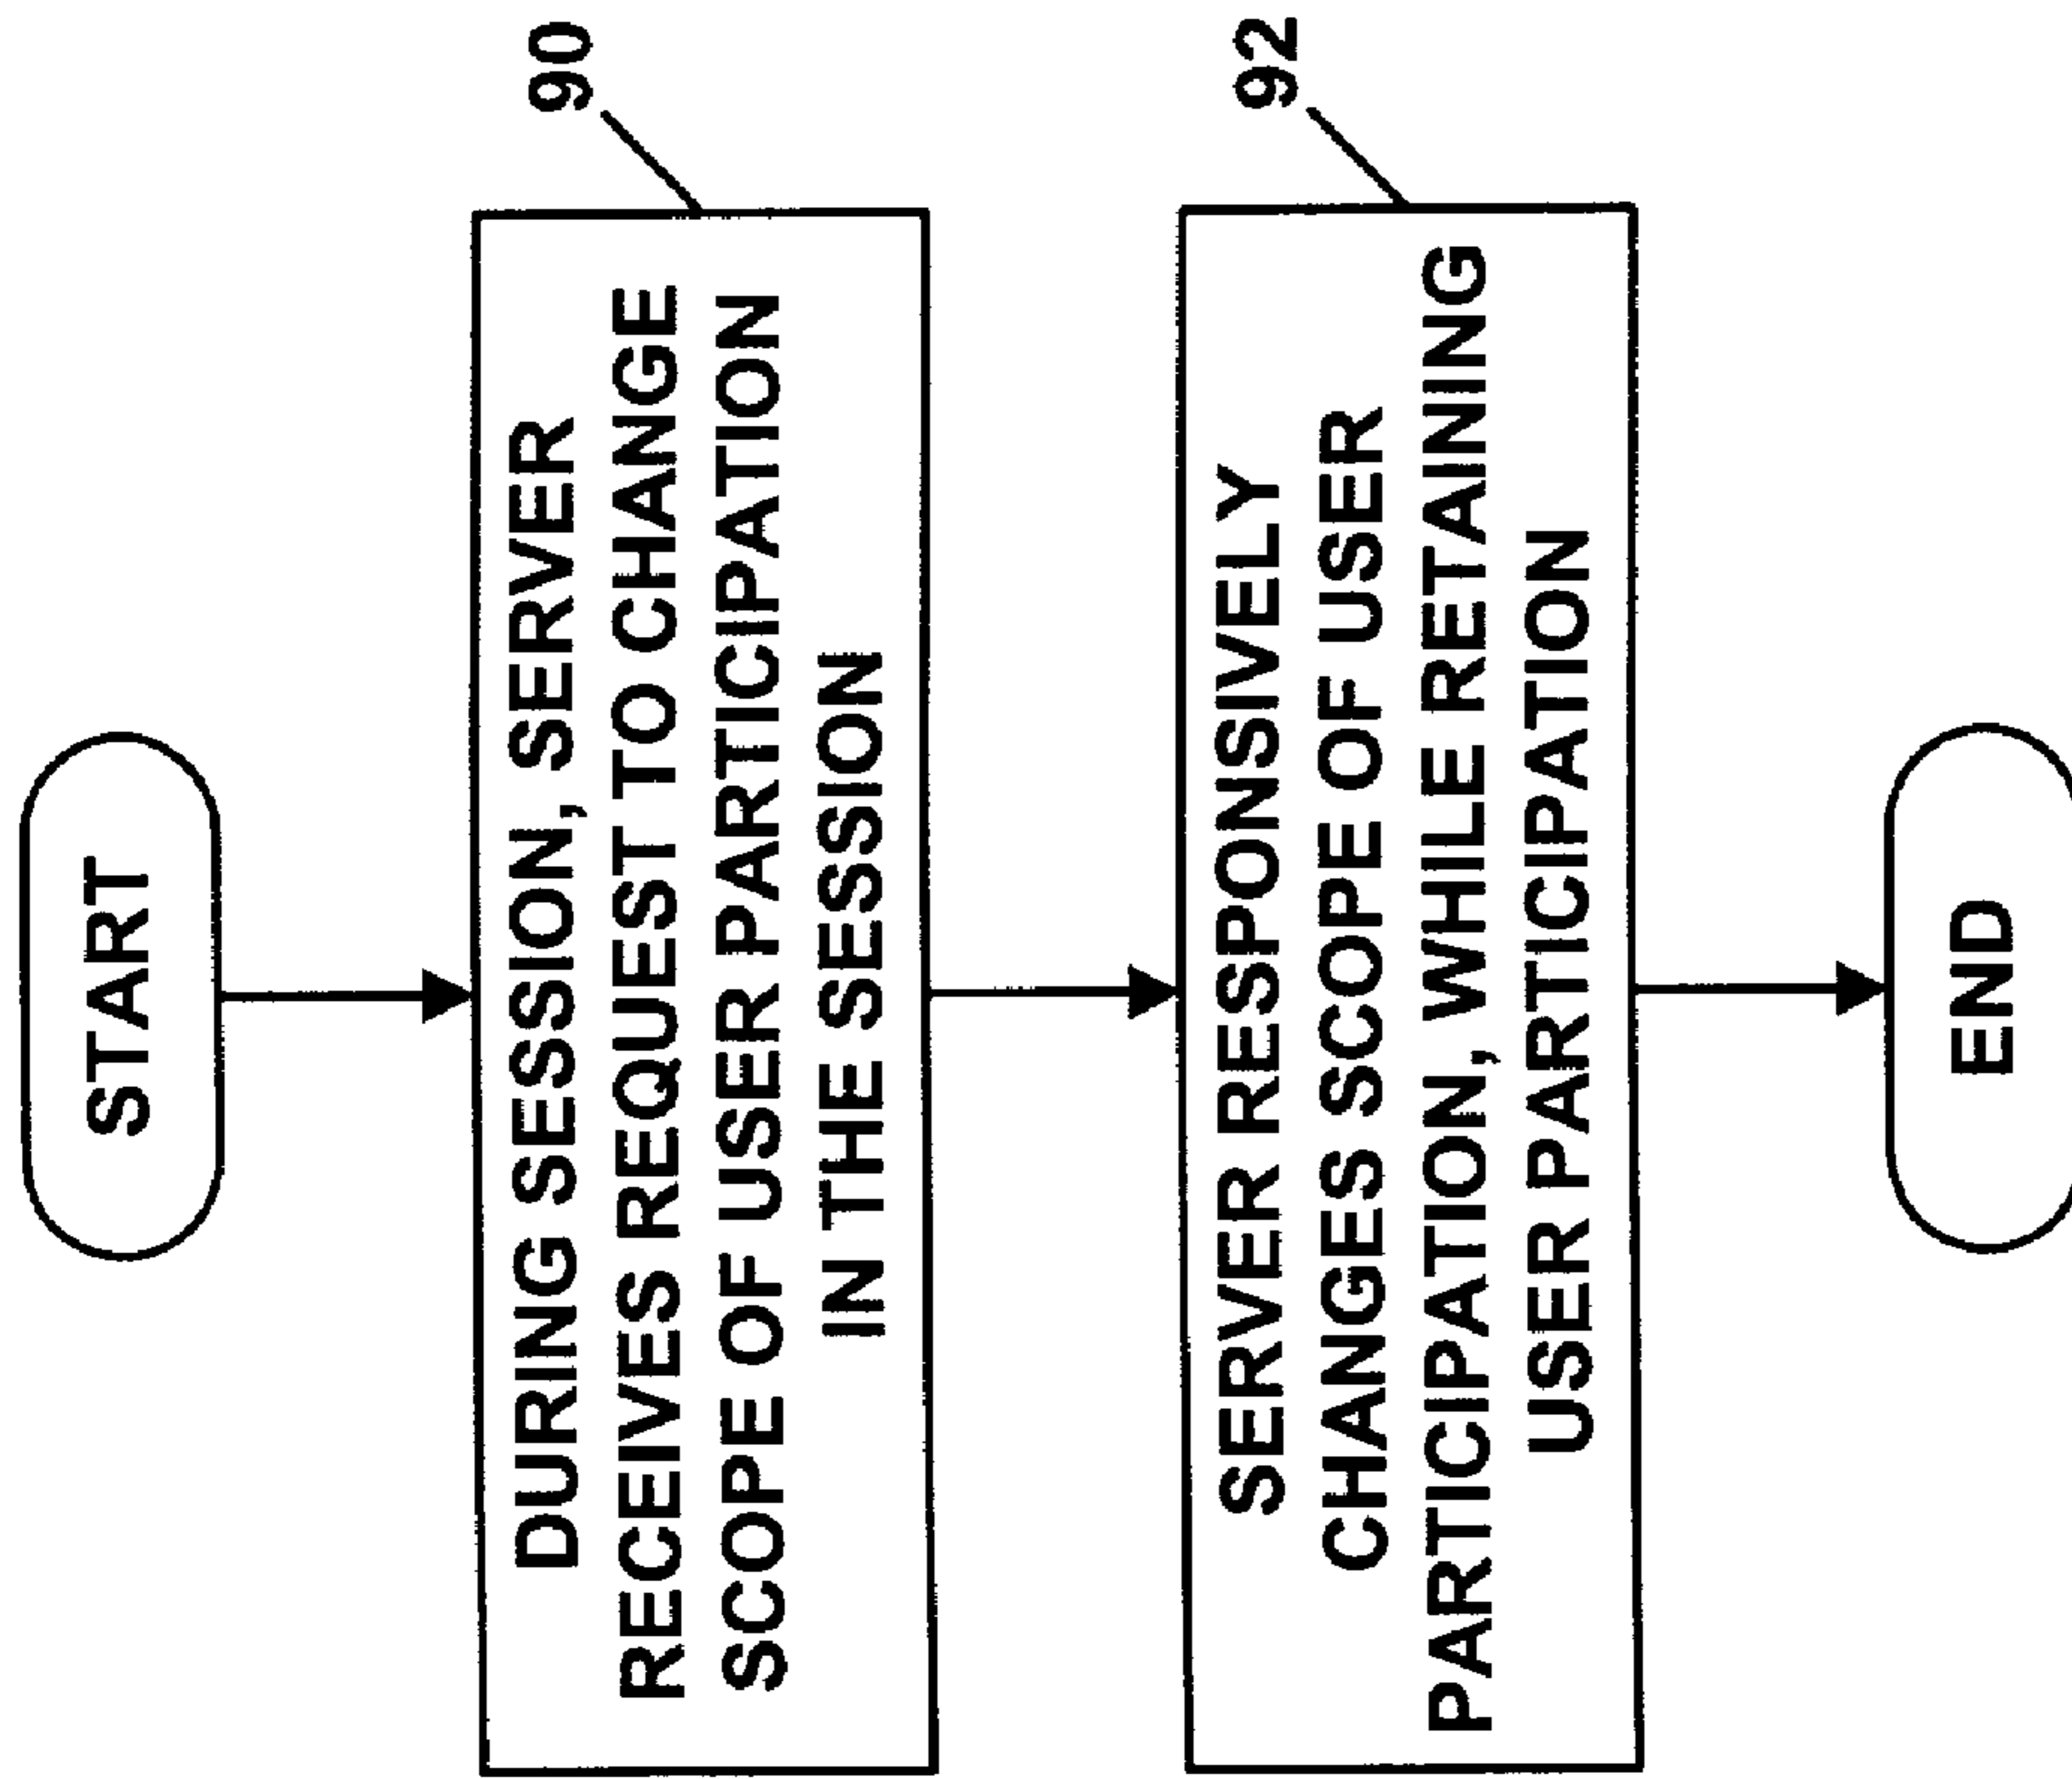 START
90
DURING SESSION, SERVER
RECEIVES REQUEST TO CHANGE
SCOPE OF USER PARTICIPATION
IN THE SESSION
92
SERVER RESPONSIVELY
CHANGES SCOPE OF USER
PARTICIPATION, WHILE RETAINING
USER PARTICIPATION
END